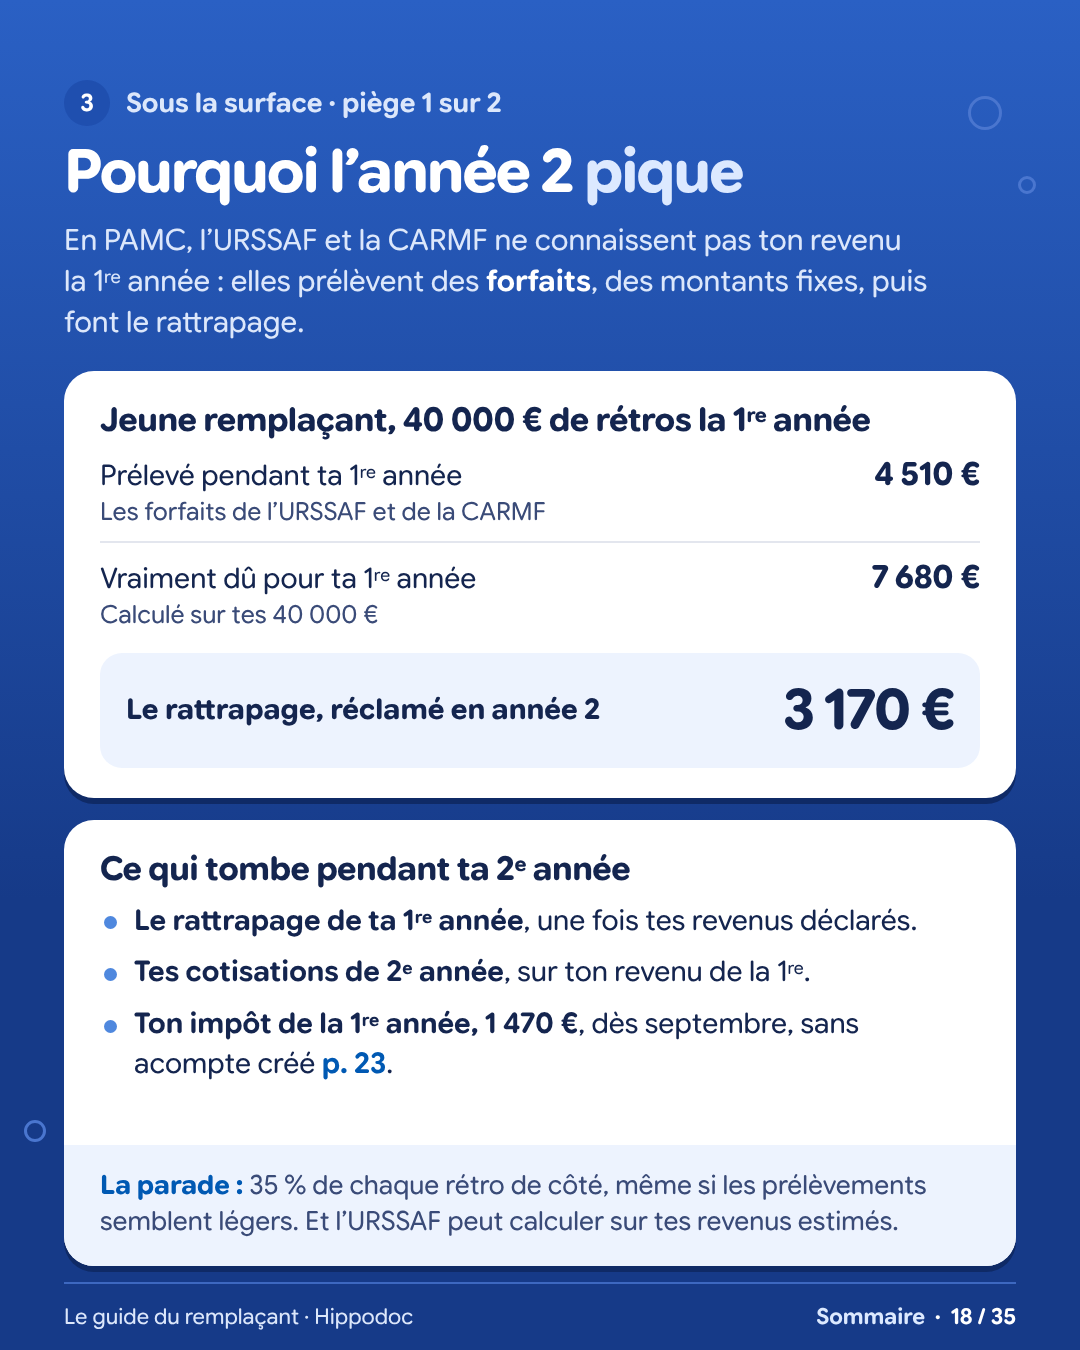 3
Sous la surface · piège 1 sur 2
Pourquoi l’année 2 pique
En PAMC, l’URSSAF et la CARMF ne connaissent pas ton revenu
la 1ʳᵉ année : elles prélèvent des forfaits, des montants fixes, puis
font le rattrapage.
Jeune remplaçant, 40 000 € de rétros la 1ʳᵉ année
Prélevé pendant ta 1ʳᵉ année 4 510 €
Les forfaits de l’URSSAF et de la CARMF
Vraiment dû pour ta 1ʳᵉ année 7 680 €
Calculé sur tes 40 000 €
Le rattrapage, réclamé en année 2 3 170 €
Ce qui tombe pendant ta 2ᵉ année
• Le rattrapage de ta 1ʳᵉ année, une fois tes revenus déclarés.
• Tes cotisations de 2ᵉ année, sur ton revenu de la 1ʳᵉ.
• Ton impôt de la 1ʳᵉ année, 1 470 €, dès septembre, sans
acompte créé p. 23.
La parade : 35 % de chaque rétro de côté, même si les prélèvements
semblent légers. Et l’URSSAF peut calculer sur tes revenus estimés.
Le guide du remplaçant · Hippodoc
Sommaire · 18 / 35